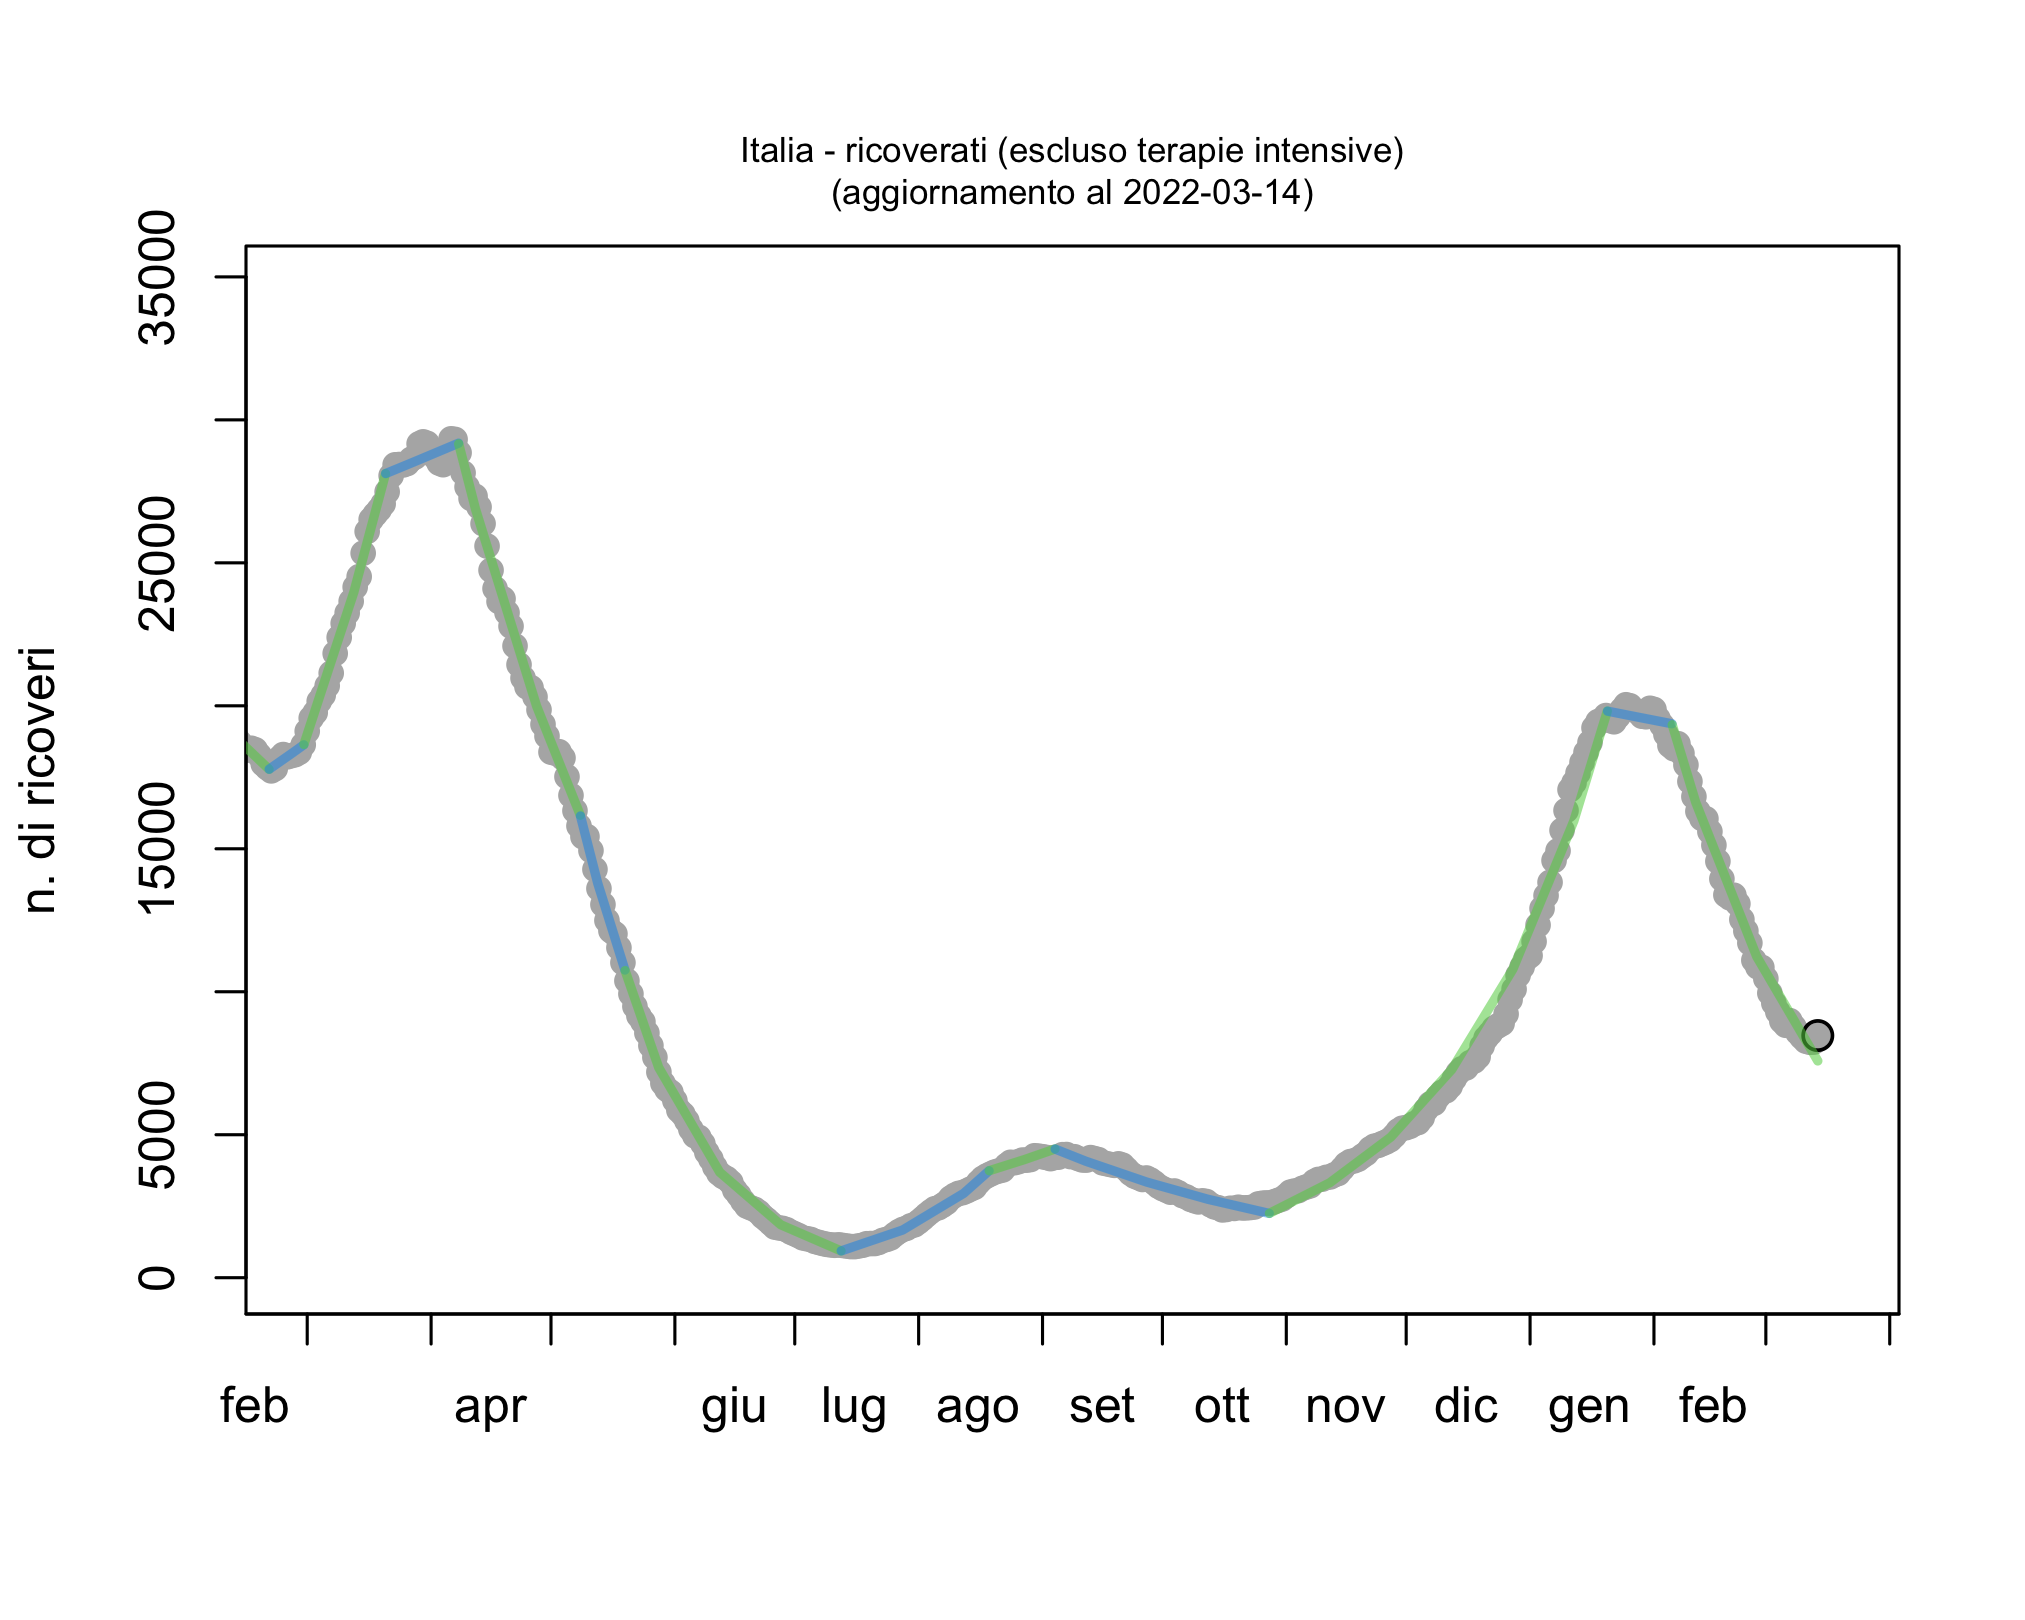 Italia - ricoverati (escluso terapie intensive)
(aggiornamento al 2022-03-14)
n. di ricoveri
35000
25000
15000
5000
0
feb apr giu lug ago set ott nov dic gen feb